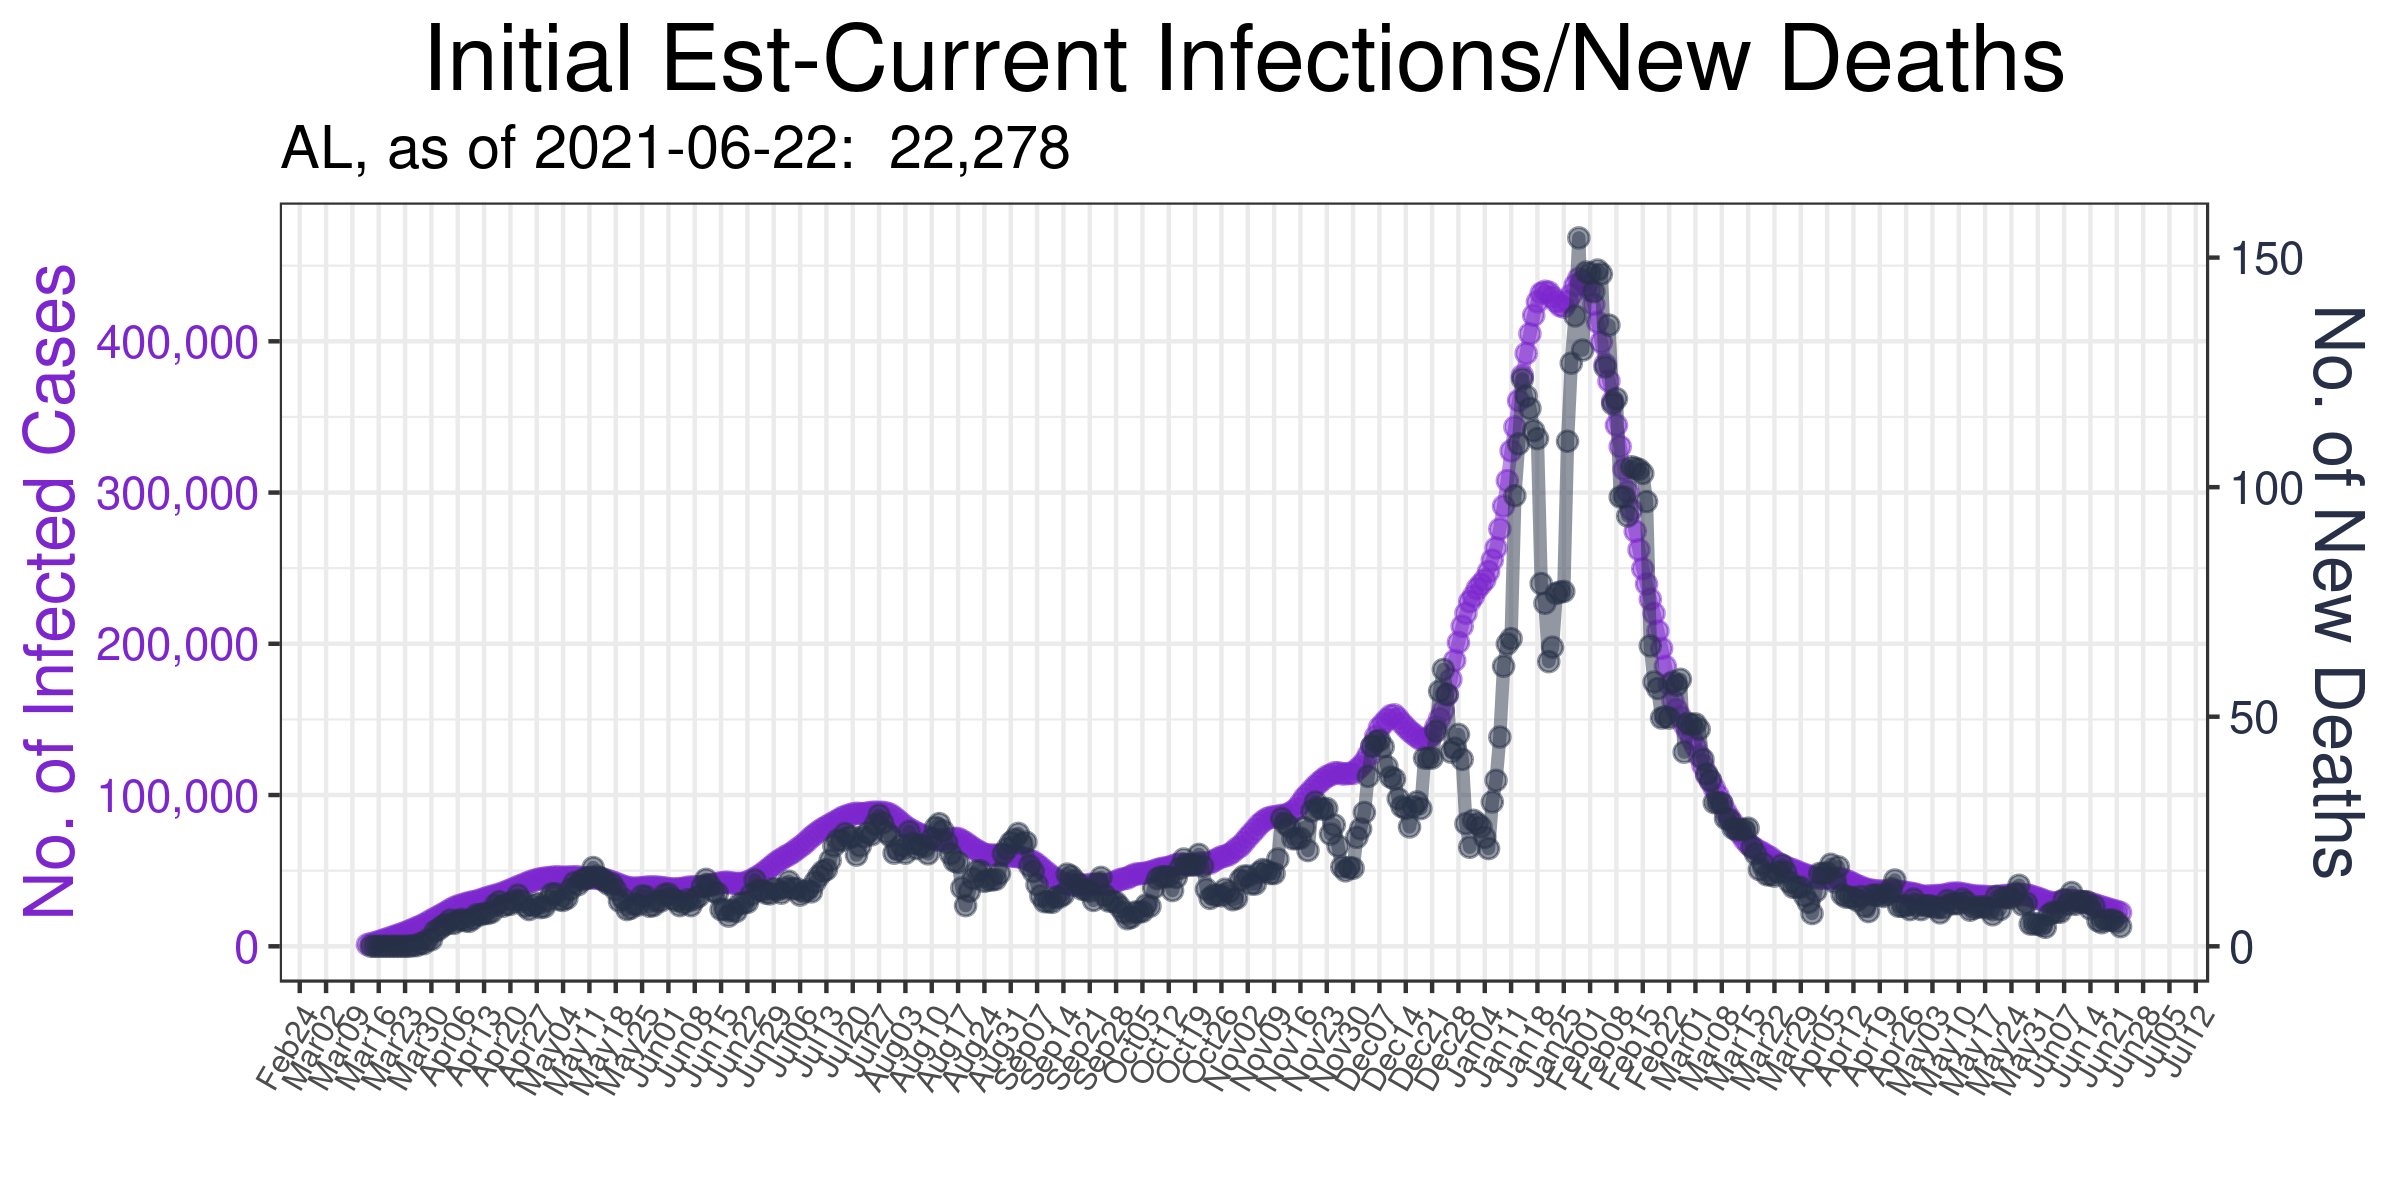 Initial Est-Current Infections/New Deaths
AL, as of 2021-06-22:  22,278
No. of Infected Cases
400,000
300,000
200,000
100,000
0
150
100
50
0
No. of New Deaths
Feb24
Mar02
Mar09
Mar16
Mar23
Mar30
Apr06
Apr13
Apr20
Apr27
May04
May11
May18
May25
Jun01
Jun08
Jun15
Jun22
Jun29
Jul06
Jul13
Jul20
Jul27
Aug03
Aug10
Aug17
Aug24
Aug31
Sep07
Sep14
Sep21
Sep28
Oct05
Oct12
Oct19
Oct26
Nov02
Nov09
Nov16
Nov23
Nov30
Dec07
Dec14
Dec21
Dec28
Jan04
Jan11
Jan18
Jan25
Feb01
Feb08
Feb15
Feb22
Mar01
Mar08
Mar15
Mar22
Mar29
Apr05
Apr12
Apr19
Apr26
May03
May10
May17
May24
May31
Jun07
Jun14
Jun21
Jun28
Jul05
Jul12